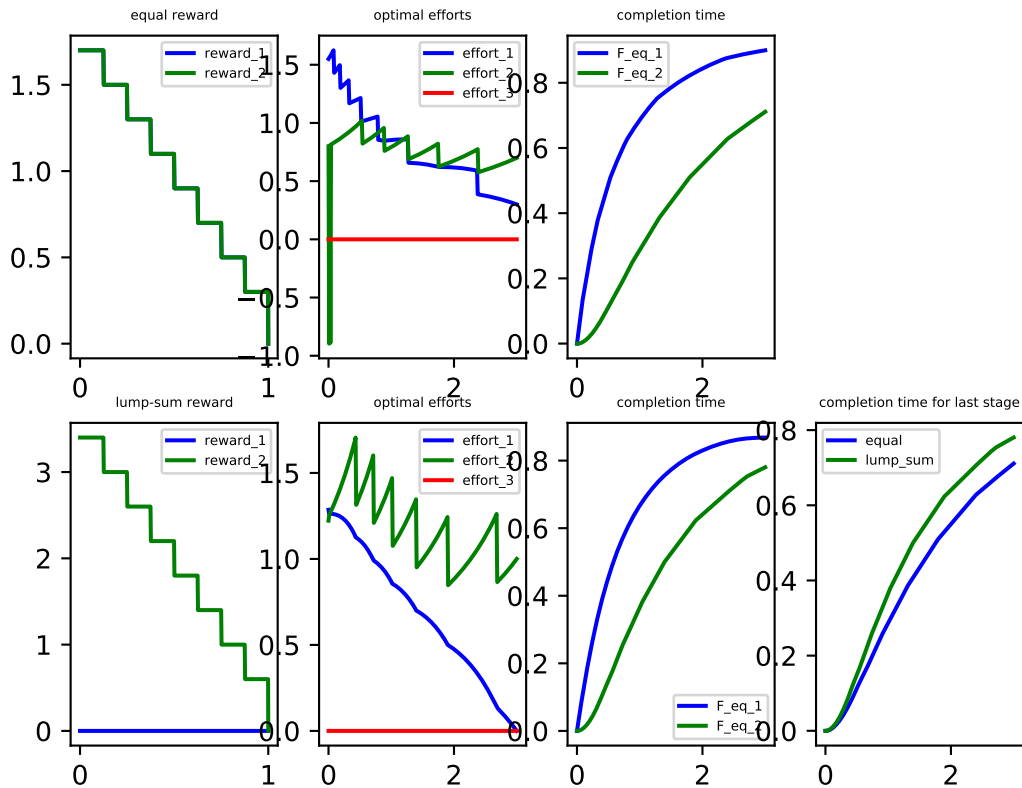 equal reward
optimal efforts
completion time
reward_1
reward_2
effort_1
effort_2
effort_3
F_eq_1
F_eq_2
1.5
1.0
0.5
0.0
0 1
1.5
1.0
0.5
0.0
−0.5
−1.0
0 2
0.8
0.6
0.4
0.2
0.0
0 2
lump-sum reward
optimal efforts
completion time
completion time for last stage
reward_1
reward_2
effort_1
effort_2
effort_3
F_eq_1
F_eq_2
equal
lump_sum
3
2
1
0
0 1
1.5
1.0
0.5
0.0
0 2
0.8
0.6
0.4
0.2
0.0
0 2
0.8
0.6
0.4
0.2
0.0
0 2